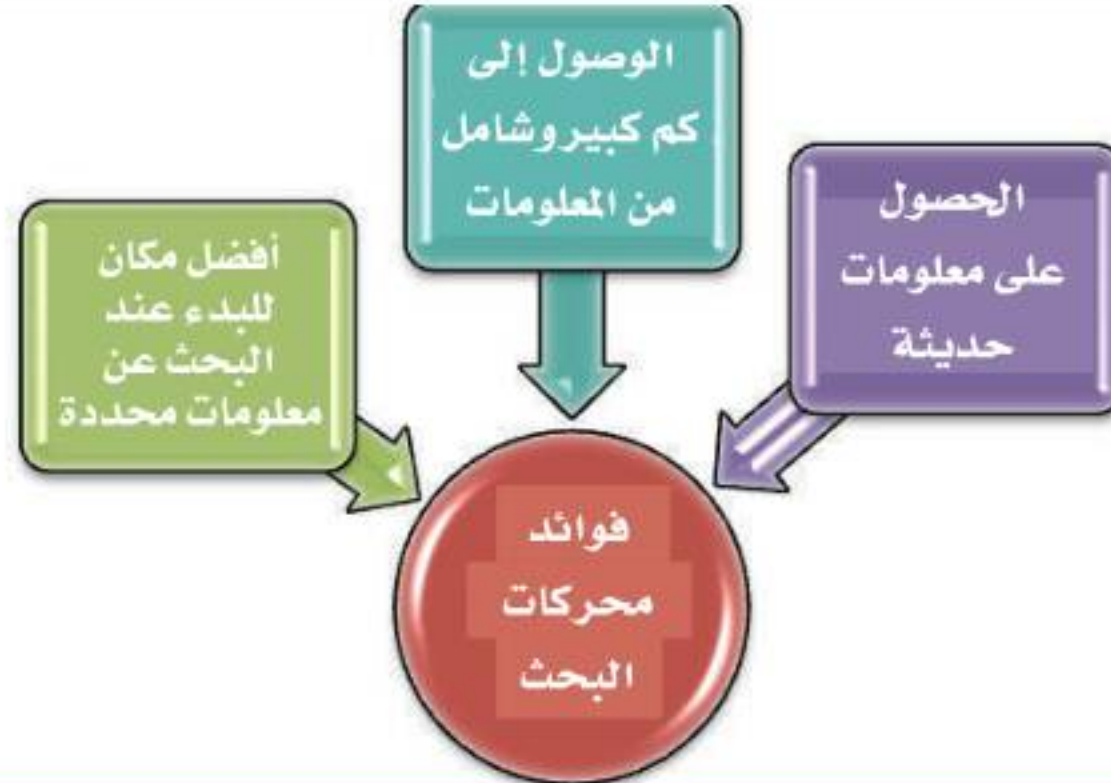 الوصول إلى
كم كبير وشامل
من المعلومات
الحصول
على معلومات
حديثة
أفضل مكان
للبدء عند
البحث عن
معلومات محددة
فوائد
محركات
البحث